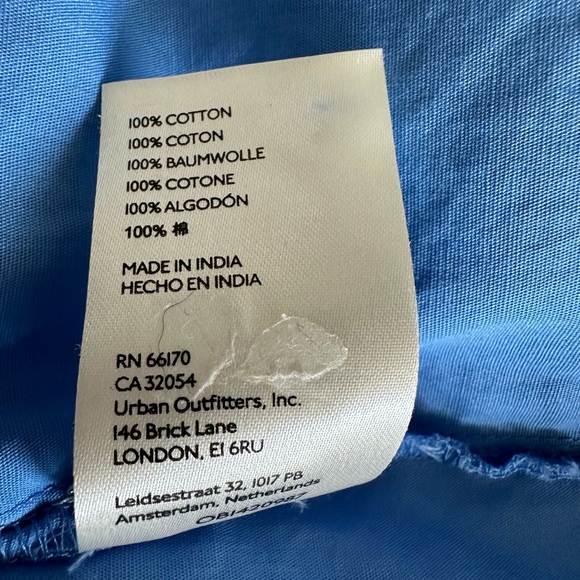 100% COTTON
100% COTON
100% BAUMWOLLE
100% COTONE
100% ALGODÓN
100% 棉
MADE IN INDIA
HECHO EN INDIA
RN 66170
CA 32054
Urban Outfitters, Inc.
146 Brick Lane
LONDON, E1 6RU
Leidsestraat 32, 1017 PB
Amsterdam, Netherlands
OB1420987